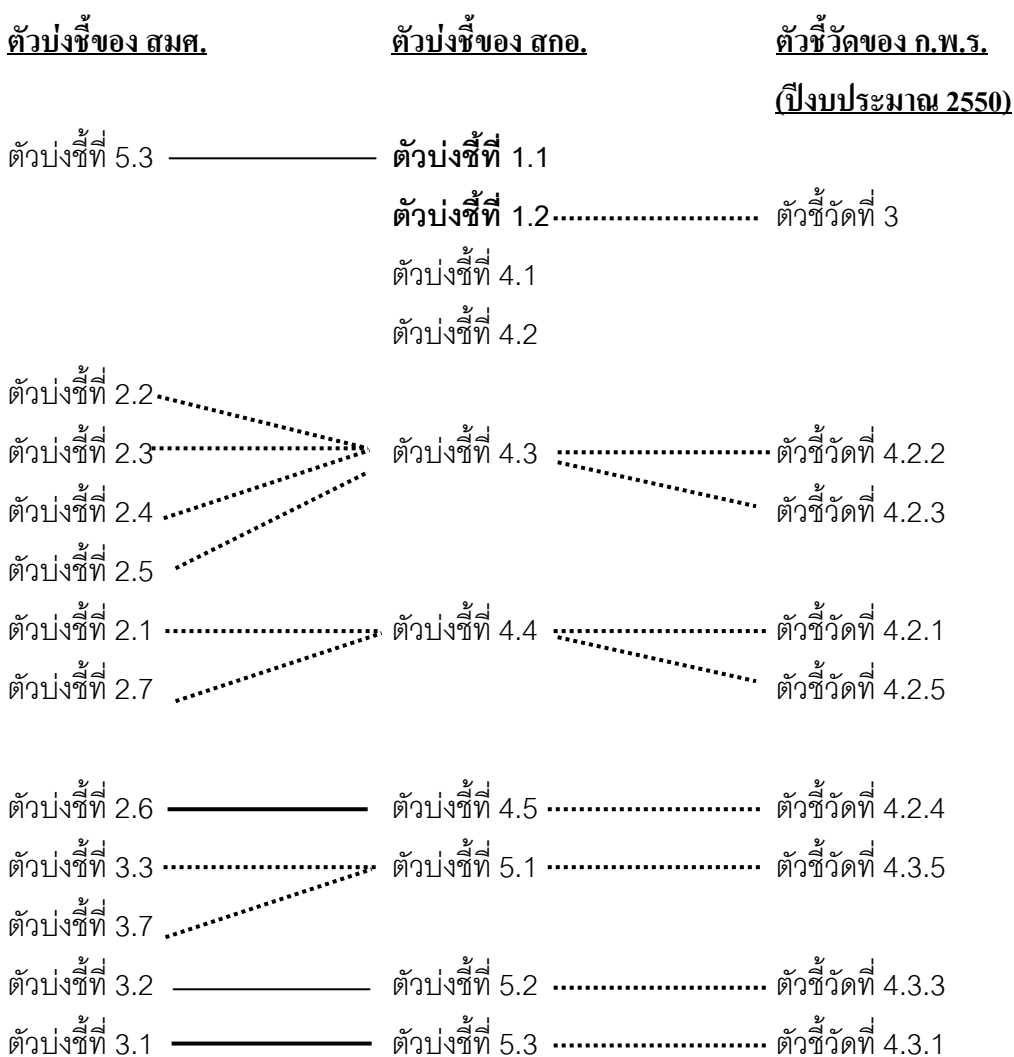 ตัวบ่งชี้ของ สมศ. ตัวบ่งชี้ของ สกอ. ตัวชี้วัดของ ก.พ.ร.
(ปีงบประมาณ 2550)
ตัวบ่งชี้ที่ 5.3 ตัวบ่งชี้ที่ 1.1
ตัวบ่งชี้ที่ 1.2 ตัวชี้วัดที่ 3
ตัวบ่งชี้ที่ 4.1
ตัวบ่งชี้ที่ 4.2
ตัวบ่งชี้ที่ 2.2
ตัวบ่งชี้ที่ 2.3 ตัวบ่งชี้ที่ 4.3 ตัวชี้วัดที่ 4.2.2
ตัวบ่งชี้ที่ 2.4 ตัวชี้วัดที่ 4.2.3
ตัวบ่งชี้ที่ 2.5
ตัวบ่งชี้ที่ 2.1 ตัวบ่งชี้ที่ 4.4 ตัวชี้วัดที่ 4.2.1
ตัวบ่งชี้ที่ 2.7 ตัวชี้วัดที่ 4.2.5
ตัวบ่งชี้ที่ 2.6 ตัวบ่งชี้ที่ 4.5 ตัวชี้วัดที่ 4.2.4
ตัวบ่งชี้ที่ 3.3 ตัวบ่งชี้ที่ 5.1 ตัวชี้วัดที่ 4.3.5
ตัวบ่งชี้ที่ 3.7
ตัวบ่งชี้ที่ 3.2 ตัวบ่งชี้ที่ 5.2 ตัวชี้วัดที่ 4.3.3
ตัวบ่งชี้ที่ 3.1 ตัวบ่งชี้ที่ 5.3 ตัวชี้วัดที่ 4.3.1